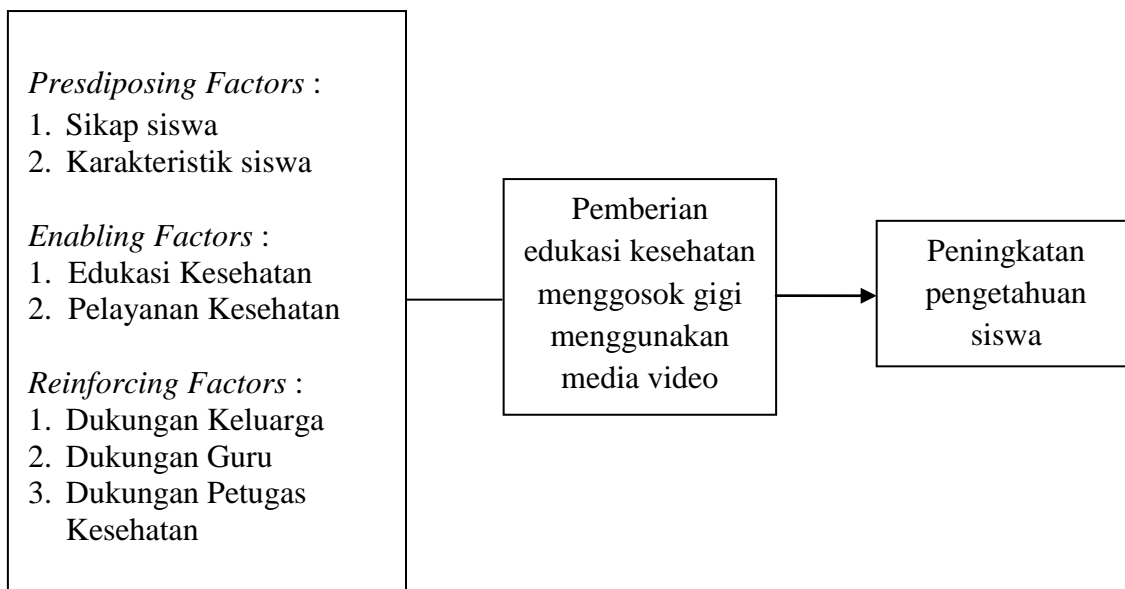 Presdiposing Factors :
1. Sikap siswa
2. Karakteristik siswa
Enabling Factors :
1. Edukasi Kesehatan
2. Pelayanan Kesehatan
Reinforcing Factors :
1. Dukungan Keluarga
2. Dukungan Guru
3. Dukungan Petugas
Kesehatan
Pemberian
edukasi kesehatan
menggosok gigi
menggunakan
media video
Peningkatan
pengetahuan
siswa